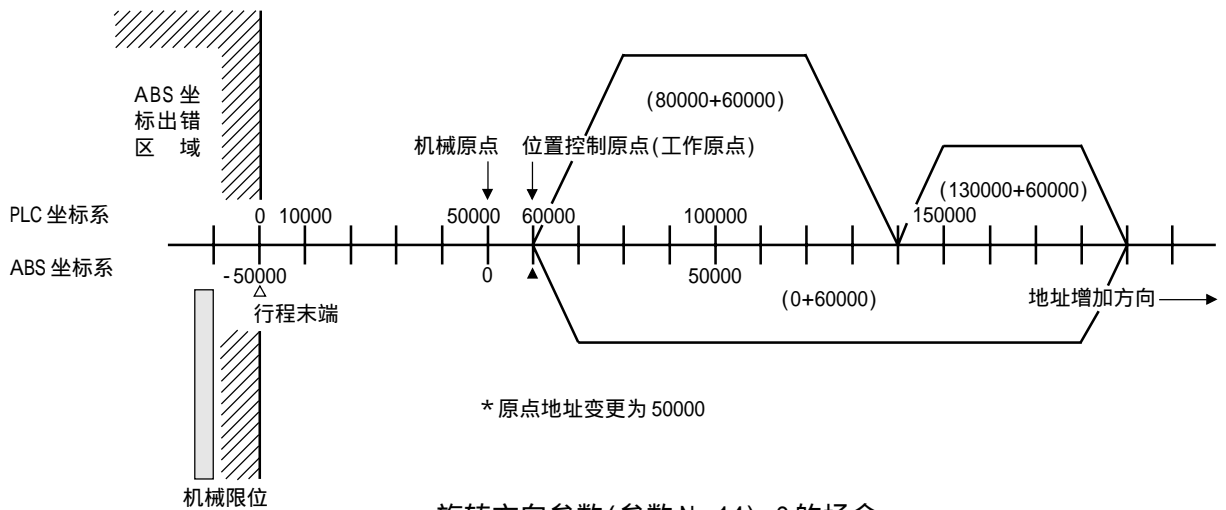 ABS 坐
标出错
区 域
(80000+60000)
机械原点 位置控制原点(工作原点)
(130000+60000)
PLC 坐标系 0 10000 50000 60000 100000 150000
ABS 坐标系 -50000 0 50000
(0+60000) 地址增加方向
行程末端
*原点地址变更为 50000
机械限位